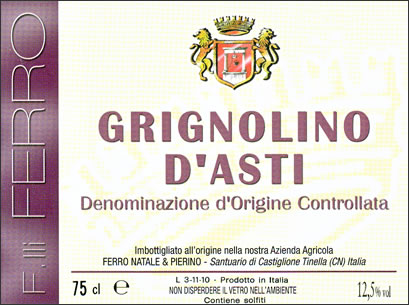 F.lli FERRO
GRIGNOLINO
D'ASTI
Denominazione d'Origine Controllata
Imbottigliato all'origine nella nostra Azienda Agricola
FERRO NATALE & PIERINO - Santuario di Castiglione Tinella (CN) Italia
75 cl e
L 3-11-10 - Prodotto in Italia
NON DISPERDERE IL VETRO NELL'AMBIENTE
Contiene solfiti
12,5% vol